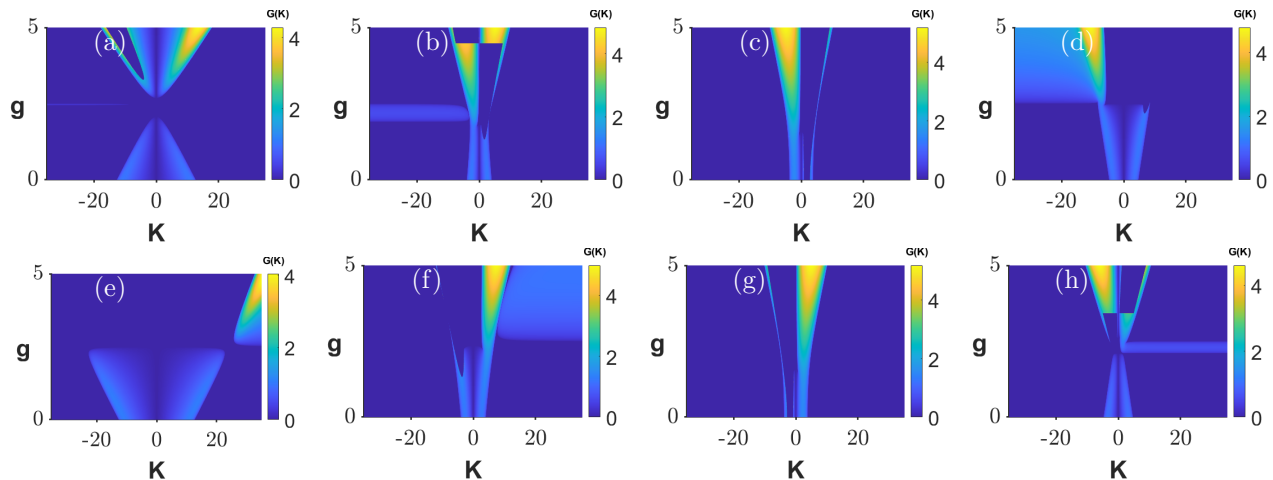 G(K) G(K) G(K) G(K)
5 (a) 4 5 (b) 4 5 (c) 4 5 (d) 4
g 2 g 2 g 2 g 2
0 0 0 0 0 0 0 0
-20 0 20 -20 0 20 -20 0 20 -20 0 20
K K K K
G(K) G(K) G(K) G(K)
5 (e) 4 5 (f) 4 5 (g) 4 5 (h) 4
g 2 g 2 g 2 g 2
0 0 0 0 0 0 0 0
-20 0 20 -20 0 20 -20 0 20 -20 0 20
K K K K